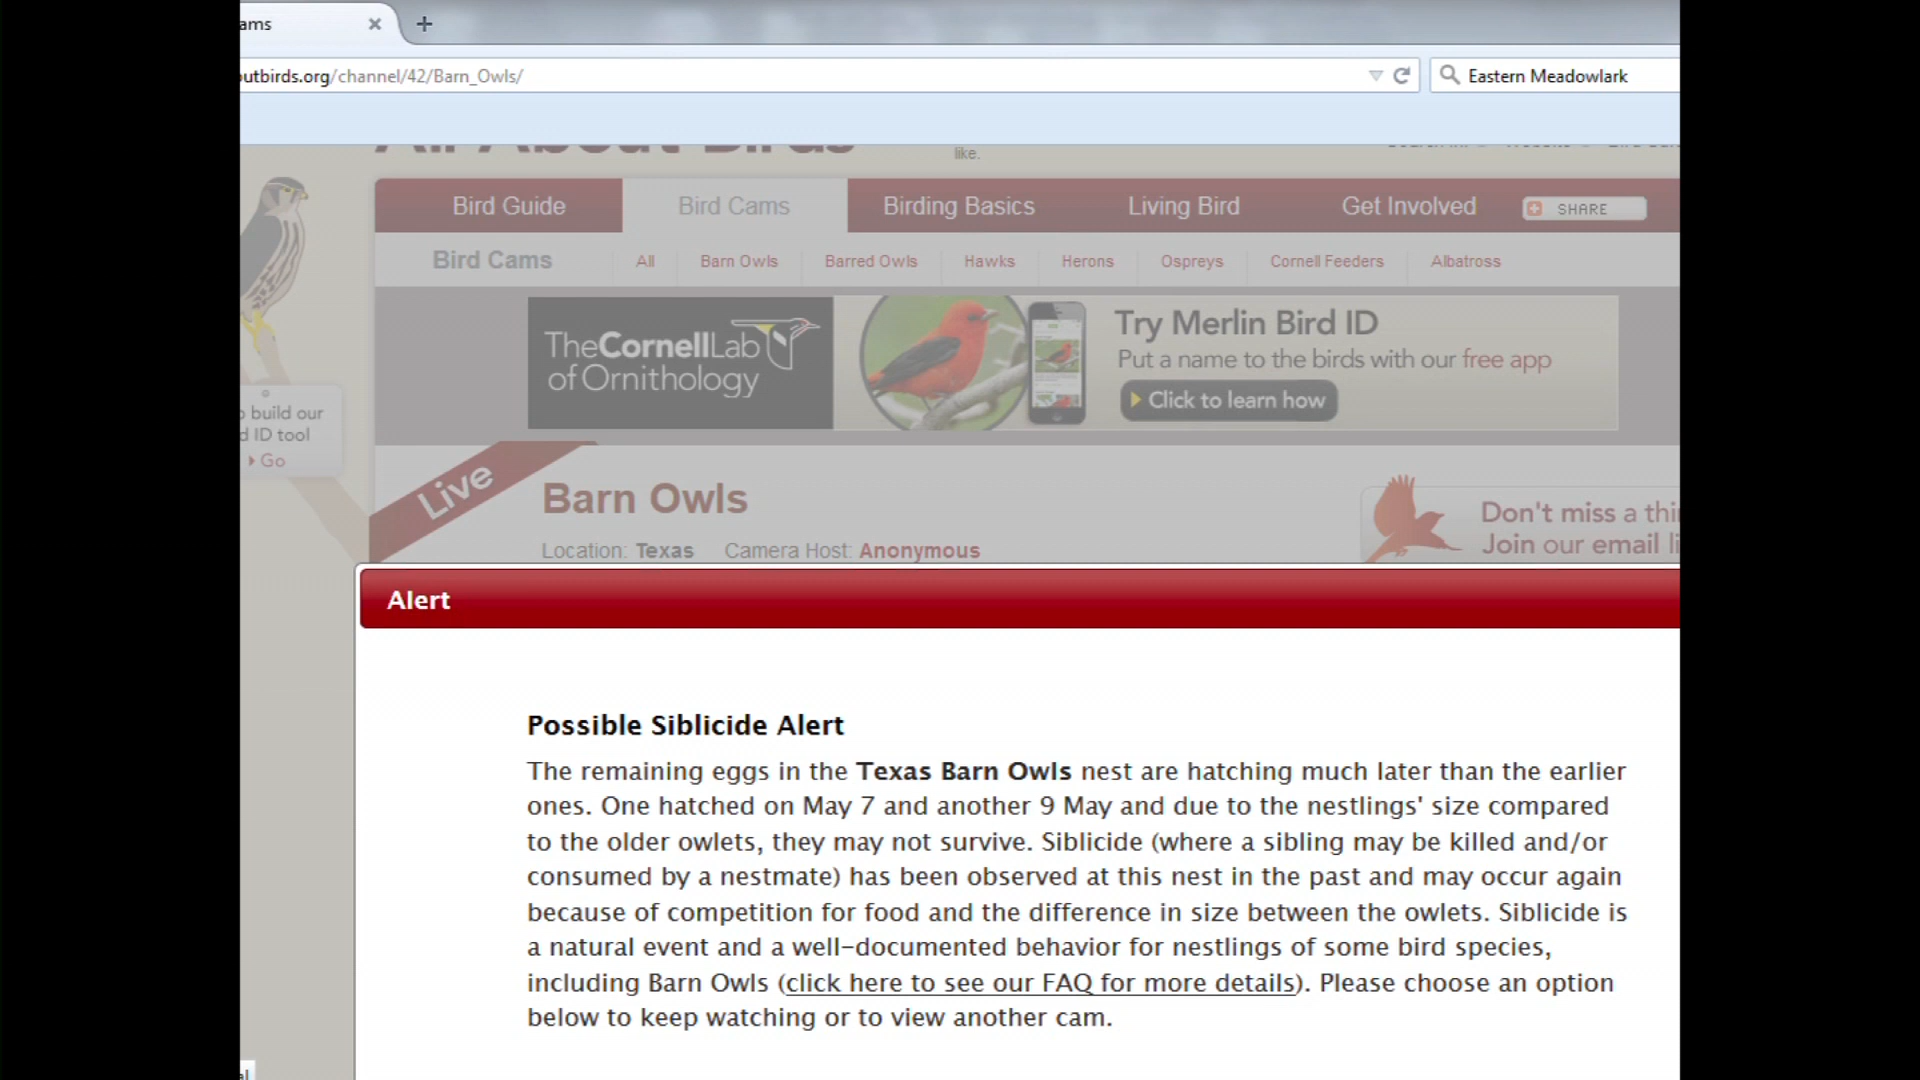 ams
outbirds.org/channel/42/Barn_Owls/
Eastern Meadowlark
All About Birds
like.
Bird Guide
Bird Cams
Birding Basics
Living Bird
Get Involved
SHARE
Bird Cams
All
Barn Owls
Barred Owls
Hawks
Herons
Ospreys
Cornell Feeders
Albatross
TheCornellLab
of Ornithology
Try Merlin Bird ID
Put a name to the birds with our free app
Click to learn how
build our
d ID tool
Go
Live
Barn Owls
Location: Texas Camera Host: Anonymous
Don't miss a thi
Join our email li
Alert
Possible Siblicide Alert
The remaining eggs in the Texas Barn Owls nest are hatching much later than the earlier
ones. One hatched on May 7 and another 9 May and due to the nestlings' size compared
to the older owlets, they may not survive. Siblicide (where a sibling may be killed and/or
consumed by a nestmate) has been observed at this nest in the past and may occur again
because of competition for food and the difference in size between the owlets. Siblicide is
a natural event and a well-documented behavior for nestlings of some bird species,
including Barn Owls (click here to see our FAQ for more details). Please choose an option
below to keep watching or to view another cam.